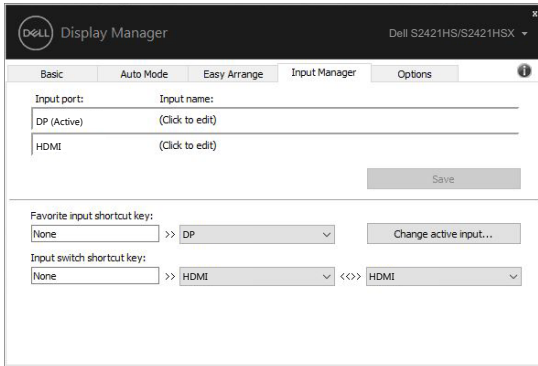 x
DELL Display Manager Dell S2421HS/S2421HSX
Basic Auto Mode Easy Arrange Input Manager Options i
Input port: Input name:
DP (Active) (Click to edit)
HDMI (Click to edit)
Save
Favorite input shortcut key:
None >> DP Change active input...
Input switch shortcut key:
None >> HDMI <<>> HDMI